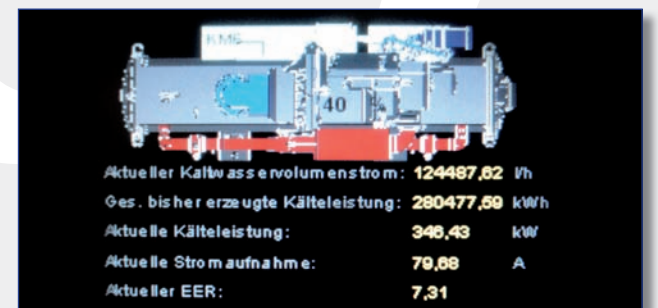 KM6
40
Aktueller Kaltwasservolumenstrom: 124487,62 l/h
Ges. bisher erzeugte Kälteleistung: 280477,59 kWh
Aktuelle Kälteleistung: 346,43 kW
Aktuelle Stromaufnahme: 79,68 A
Aktueller EER: 7,31